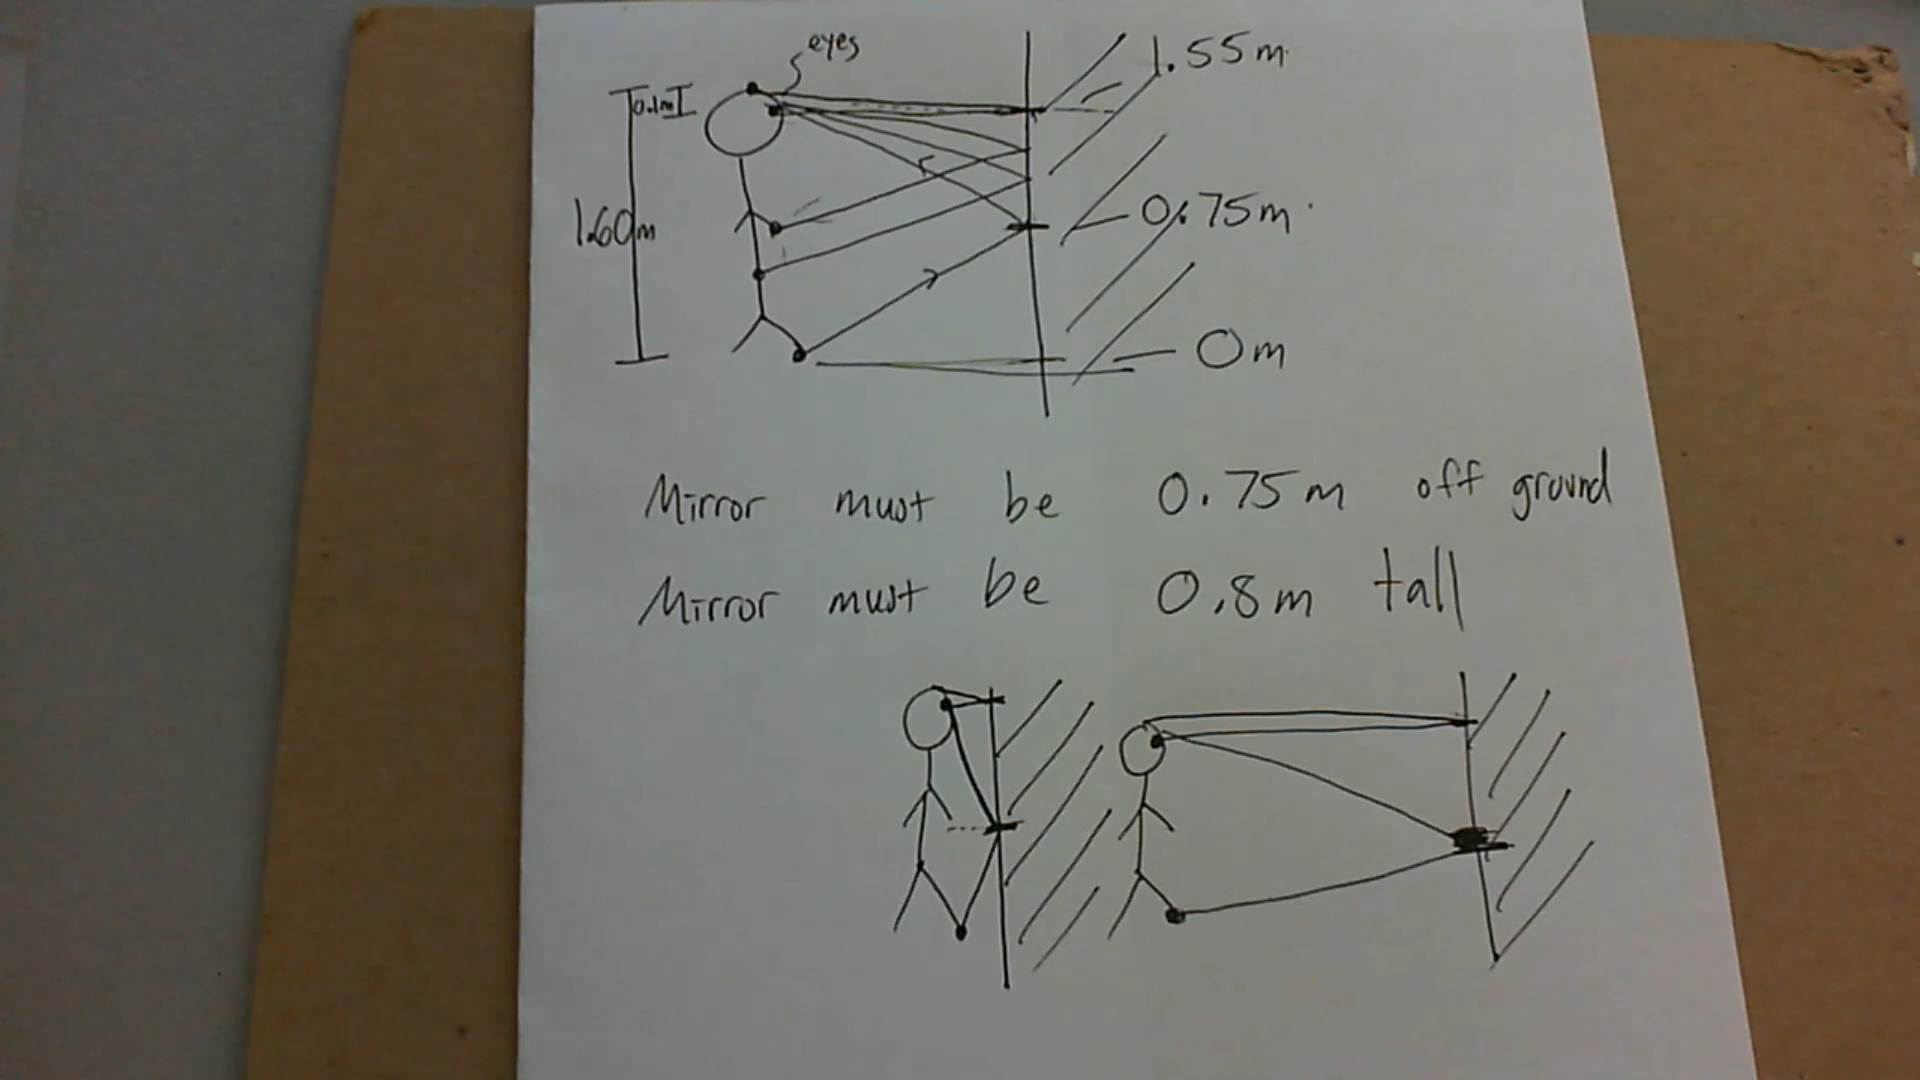 eyes
1.55m
0.1m
1.60m
0.75m
0m
Mirror must be 0.75m off ground
Mirror must be 0.8m tall